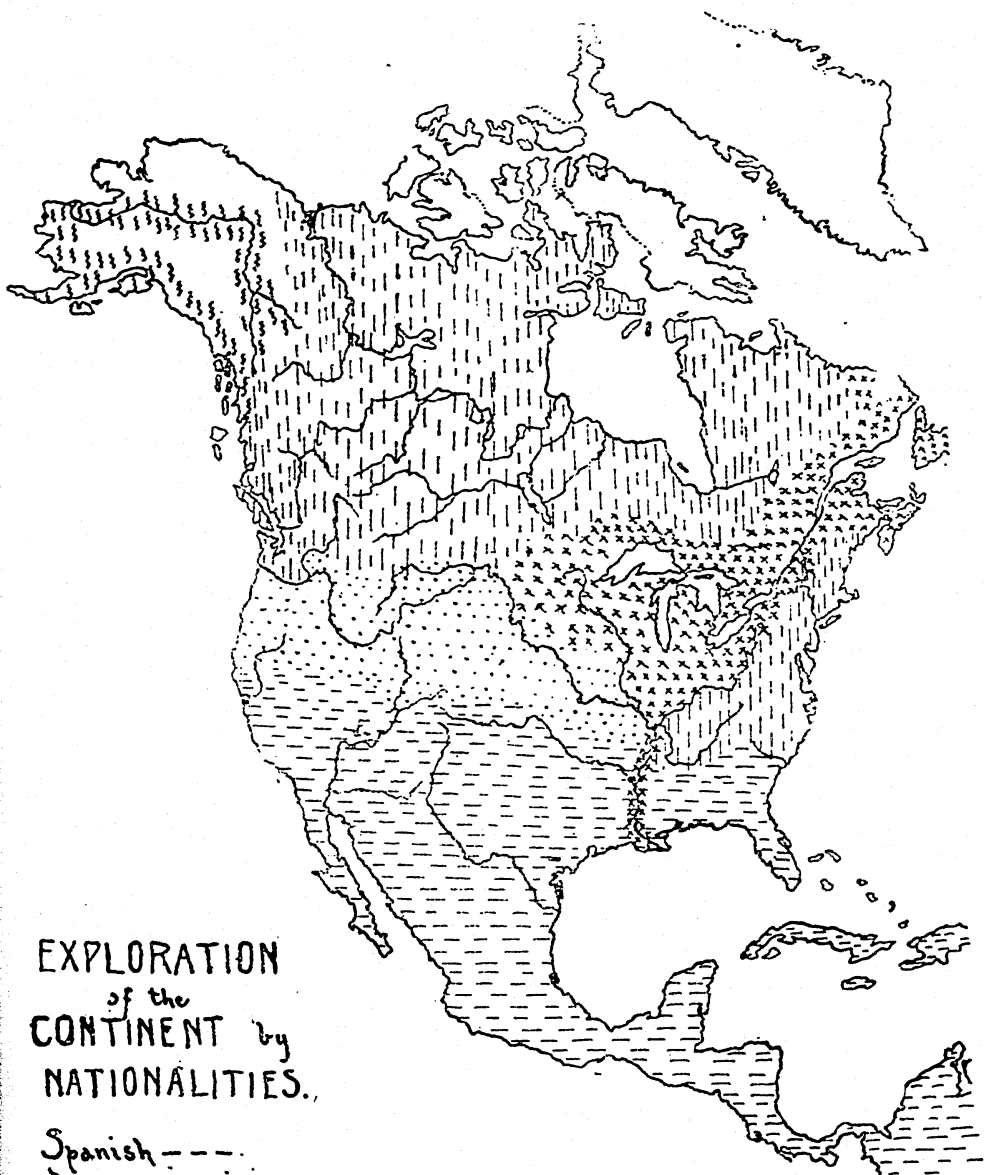 EXPLORATION
of the
CONTINENT by
NATIONALITIES.
Spanish ---.